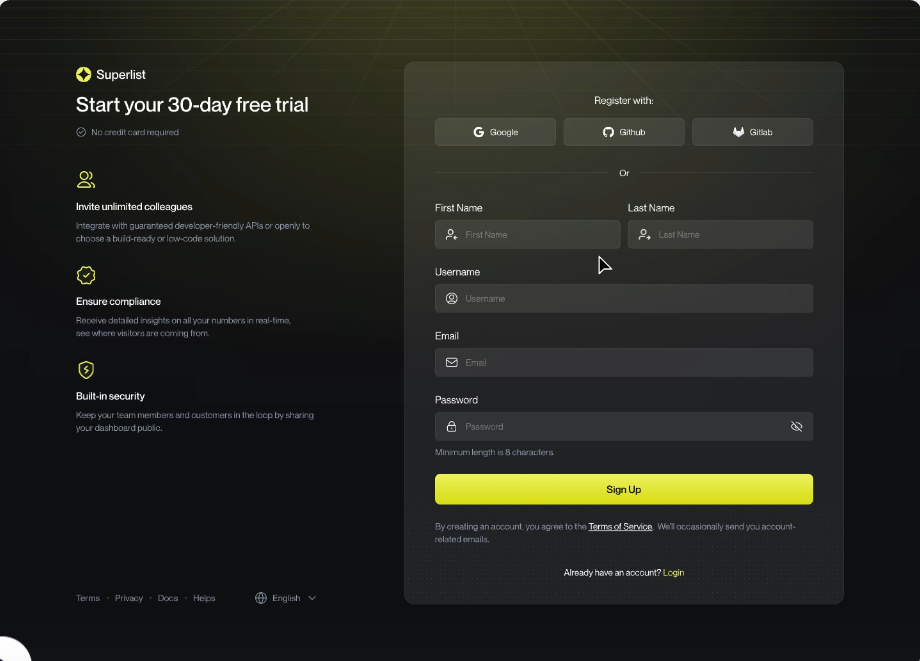 Superlist
Start your 30-day free trial
No credit card required
Invite unlimited colleagues
Integrate with guaranteed developer-friendly APIs or openly to
choose a build-ready or low-code solution.
Ensure compliance
Receive detailed insights on all your numbers in real-time,
see where visitors are coming from.
Built-in security
Keep your team members and customers in the loop by sharing
your dashboard public.
Terms · Privacy · Docs · Helps
English
Register with:
Google
Github
Gitlab
Or
First Name
Last Name
First Name
Last Name
Username
Username
Email
Email
Password
Password
Minimum length is 8 characters.
Sign Up
By creating an account, you agree to the Terms of Service. We'll occasionally send you account-
related emails.
Already have an account? Login